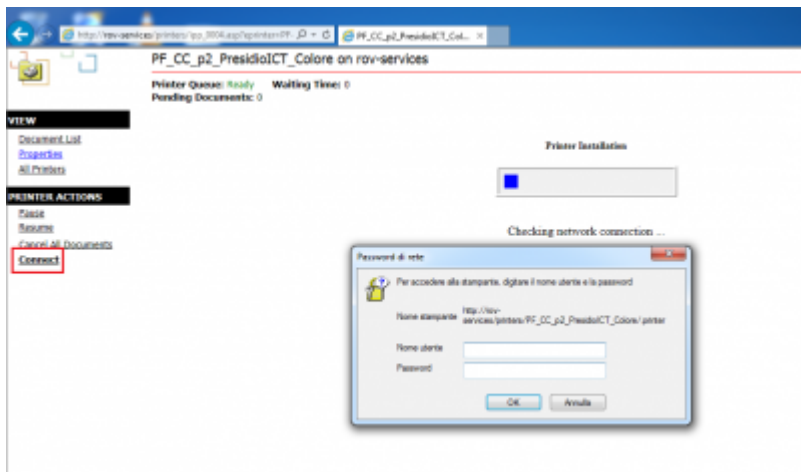 http://rov-services/printers/ipp_0004.asp?eprinter=PF-
PF_CC_p2_PresidioICT_Col...
PF_CC_p2_PresidioICT_Colore on rov-services
Printer Queue: Ready Waiting Time: 0
Pending Documents: 0
VIEW
Document List
Properties
All Printers
PRINTER ACTIONS
Pause
Resume
Cancel All Documents
Connect
Printer Installation
Checking network connection ...
Password di rete
Per accedere alla stampante, digitare il nome utente e la password
Nome stampante http://rov-
services/printers/PF_CC_p2_PresidioICT_Colore/.printer
Nome utente
Password
OK Annulla